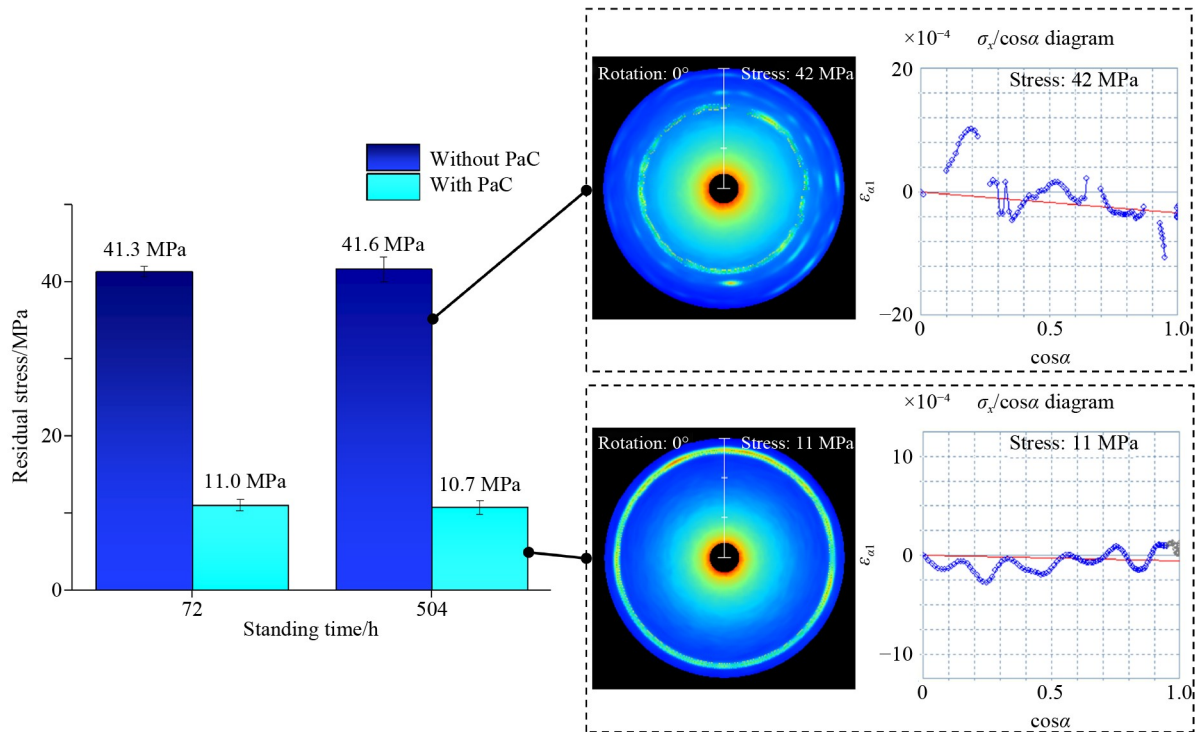 Without PaC
With PaC
Residual stress/MPa
40
20
0
41.3 MPa
11.0 MPa
41.6 MPa
10.7 MPa
72
504
Standing time/h
Rotation: 0°
Stress: 42 MPa
×10⁻⁴
σₓ/cosα diagram
Stress: 42 MPa
20
0
−20
εα1
0
0.5
1.0
cosα
Rotation: 0°
Stress: 11 MPa
×10⁻⁴
σₓ/cosα diagram
Stress: 11 MPa
10
0
−10
εα1
0
0.5
1.0
cosα